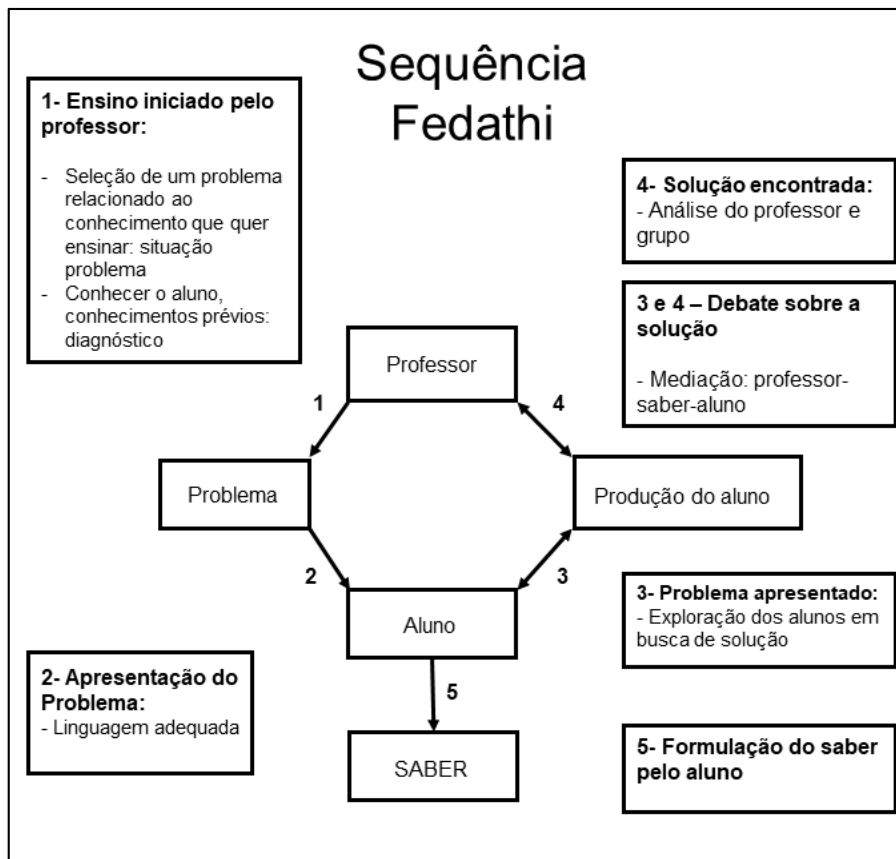 Sequência
Fedathi
1- Ensino iniciado pelo
professor:
- Seleção de um problema
relacionado ao
conhecimento que quer
ensinar: situação
problema
- Conhecer o aluno,
conhecimentos prévios:
diagnóstico
4- Solução encontrada:
- Análise do professor e
grupo
3 e 4 – Debate sobre a
solução
- Mediação: professor-
saber-aluno
Professor
1
4
Problema
Produção do aluno
2
3
Aluno
3- Problema apresentado:
- Exploração dos alunos em
busca de solução
2- Apresentação do
Problema:
- Linguagem adequada
5
SABER
5- Formulação do saber
pelo aluno